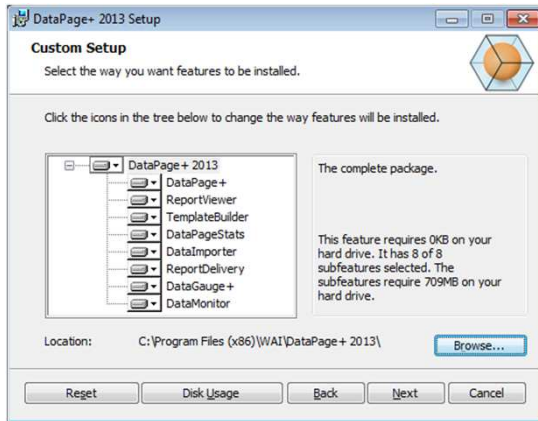 DataPage+ 2013 Setup
Custom Setup
Select the way you want features to be installed.
Click the icons in the tree below to change the way features will be installed.
DataPage+ 2013
DataPage+
ReportViewer
TemplateBuilder
DataPageStats
DataImporter
ReportDelivery
DataGauge+
DataMonitor
The complete package.
This feature requires 0KB on your
hard drive. It has 8 of 8
subfeatures selected. The
subfeatures require 709MB on your
hard drive.
Location: C:\Program Files (x86)\WAI\DataPage+ 2013\
Browse...
Reset Disk Usage Back Next Cancel